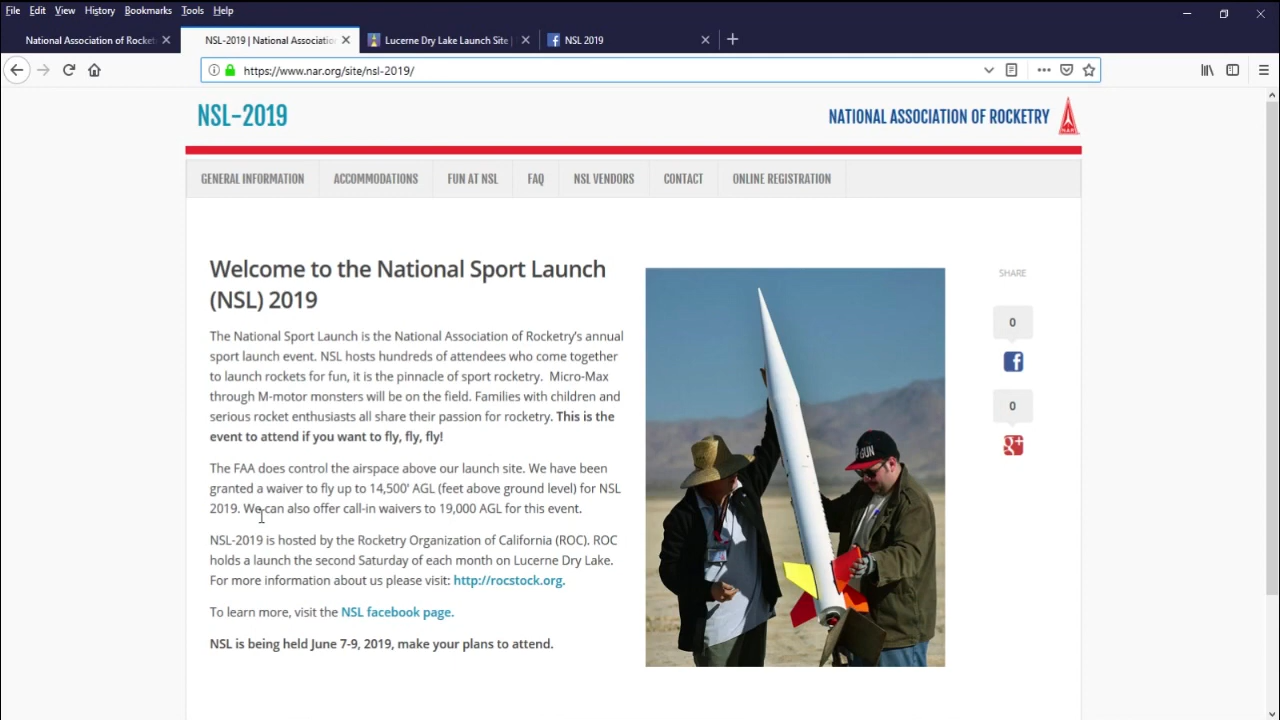 File Edit View History Bookmarks Tools Help
National Association of Rocket
NSL-2019 | National Associatio
Lucerne Dry Lake Launch Site |
NSL 2019
https://www.nar.org/site/nsl-2019/
NSL-2019
NATIONAL ASSOCIATION OF ROCKETRY
NAR
GENERAL INFORMATION ACCOMMODATIONS FUN AT NSL FAQ NSL VENDORS CONTACT ONLINE REGISTRATION
Welcome to the National Sport Launch
(NSL) 2019
The National Sport Launch is the National Association of Rocketry's annual
sport launch event. NSL hosts hundreds of attendees who come together
to launch rockets for fun, it is the pinnacle of sport rocketry. Micro-Max
through M-motor monsters will be on the field. Families with children and
serious rocket enthusiasts all share their passion for rocketry. This is the
event to attend if you want to fly, fly, fly!
The FAA does control the airspace above our launch site. We have been
granted a waiver to fly up to 14,500' AGL (feet above ground level) for NSL
2019. We can also offer call-in waivers to 19,000 AGL for this event.
NSL-2019 is hosted by the Rocketry Organization of California (ROC). ROC
holds a launch the second Saturday of each month on Lucerne Dry Lake.
For more information about us please visit: http://rocstock.org.
To learn more, visit the NSL facebook page.
NSL is being held June 7-9, 2019, make your plans to attend.
GUN
SHARE
0
0